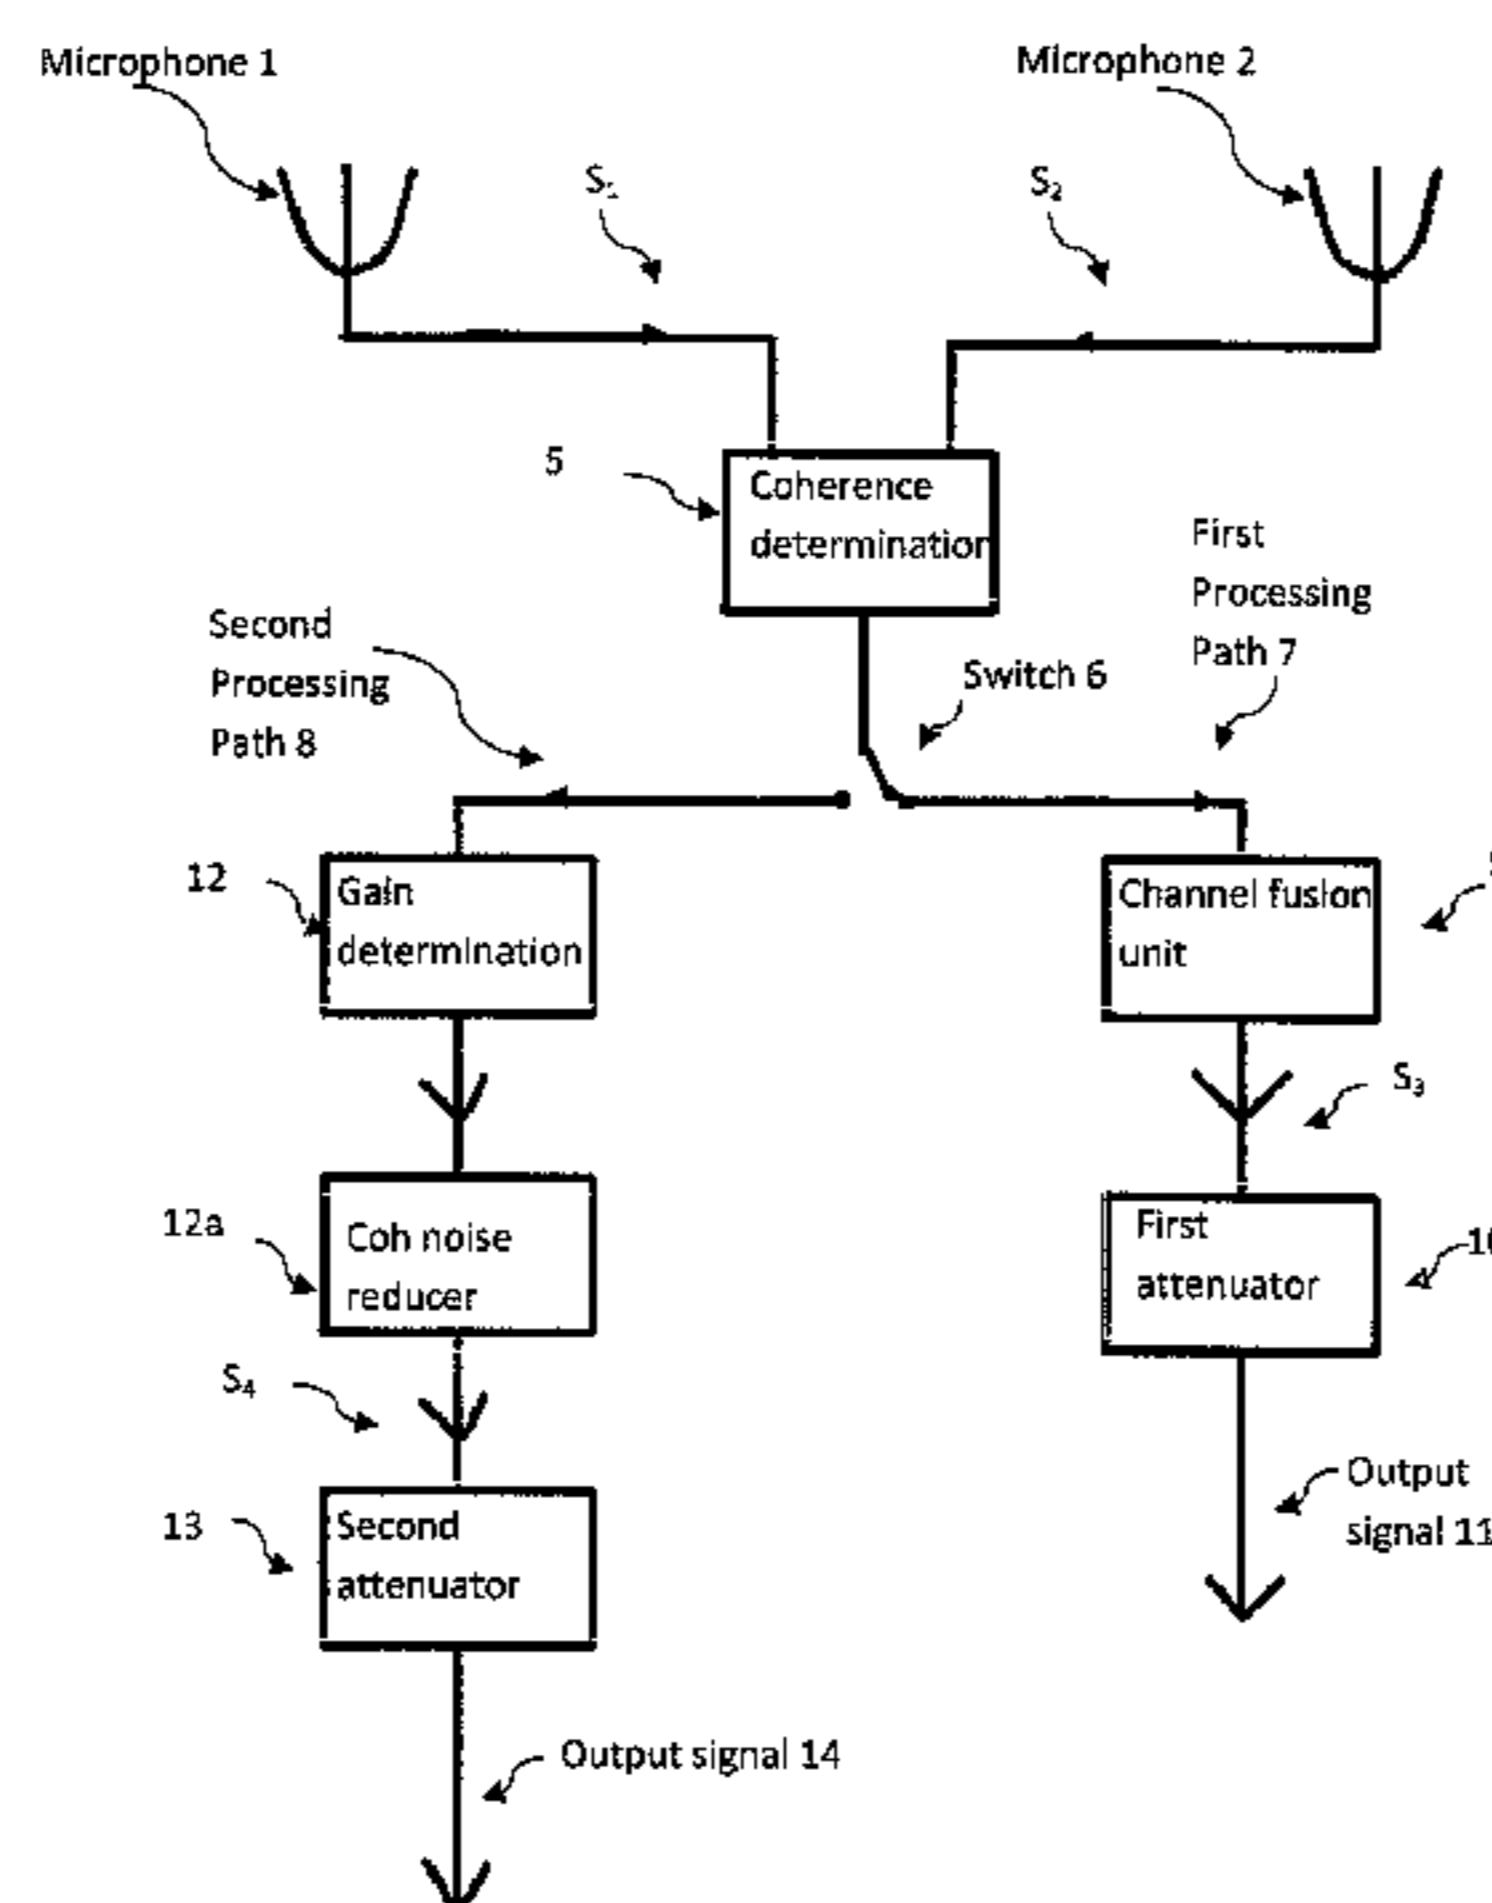 Microphone 1
Microphone 2
S₁
S₂
5
Coherence
determination
First
Processing
Path 7
Second
Processing
Path 8
Switch 6
12
Gain
determination
Channel fusion
unit
S₃
12a
Coh noise
reducer
First
attenuator
S₄
13
Second
attenuator
Output
signal 11
Output signal 14